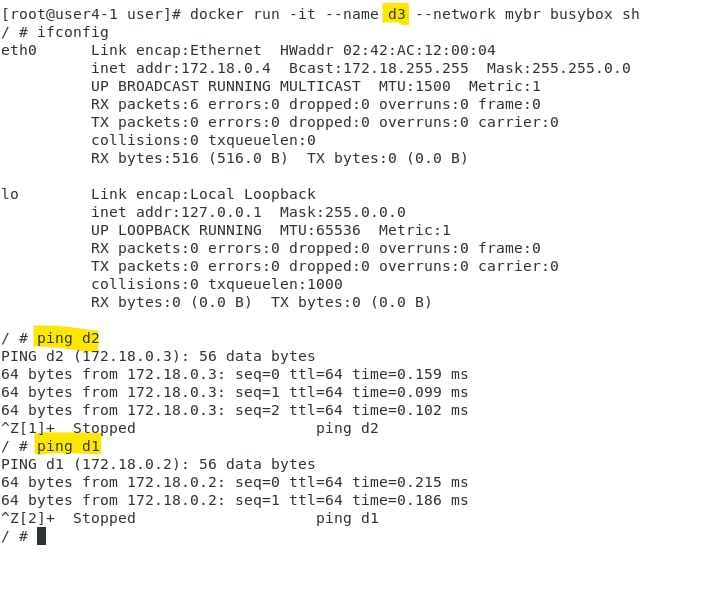 [root@user4-1 user]# docker run -it --name d3 --network mybr busybox sh
/ # ifconfig
eth0      Link encap:Ethernet  HWaddr 02:42:AC:12:00:04
          inet addr:172.18.0.4  Bcast:172.18.255.255  Mask:255.255.0.0
          UP BROADCAST RUNNING MULTICAST  MTU:1500  Metric:1
          RX packets:6 errors:0 dropped:0 overruns:0 frame:0
          TX packets:0 errors:0 dropped:0 overruns:0 carrier:0
          collisions:0 txqueuelen:0
          RX bytes:516 (516.0 B)  TX bytes:0 (0.0 B)

lo        Link encap:Local Loopback
          inet addr:127.0.0.1  Mask:255.0.0.0
          UP LOOPBACK RUNNING  MTU:65536  Metric:1
          RX packets:0 errors:0 dropped:0 overruns:0 frame:0
          TX packets:0 errors:0 dropped:0 overruns:0 carrier:0
          collisions:0 txqueuelen:1000
          RX bytes:0 (0.0 B)  TX bytes:0 (0.0 B)

/ # ping d2
PING d2 (172.18.0.3): 56 data bytes
64 bytes from 172.18.0.3: seq=0 ttl=64 time=0.159 ms
64 bytes from 172.18.0.3: seq=1 ttl=64 time=0.099 ms
64 bytes from 172.18.0.3: seq=2 ttl=64 time=0.102 ms
^Z[1]+  Stopped                    ping d2
/ # ping d1
PING d1 (172.18.0.2): 56 data bytes
64 bytes from 172.18.0.2: seq=0 ttl=64 time=0.215 ms
64 bytes from 172.18.0.2: seq=1 ttl=64 time=0.186 ms
^Z[2]+  Stopped                    ping d1
/ #